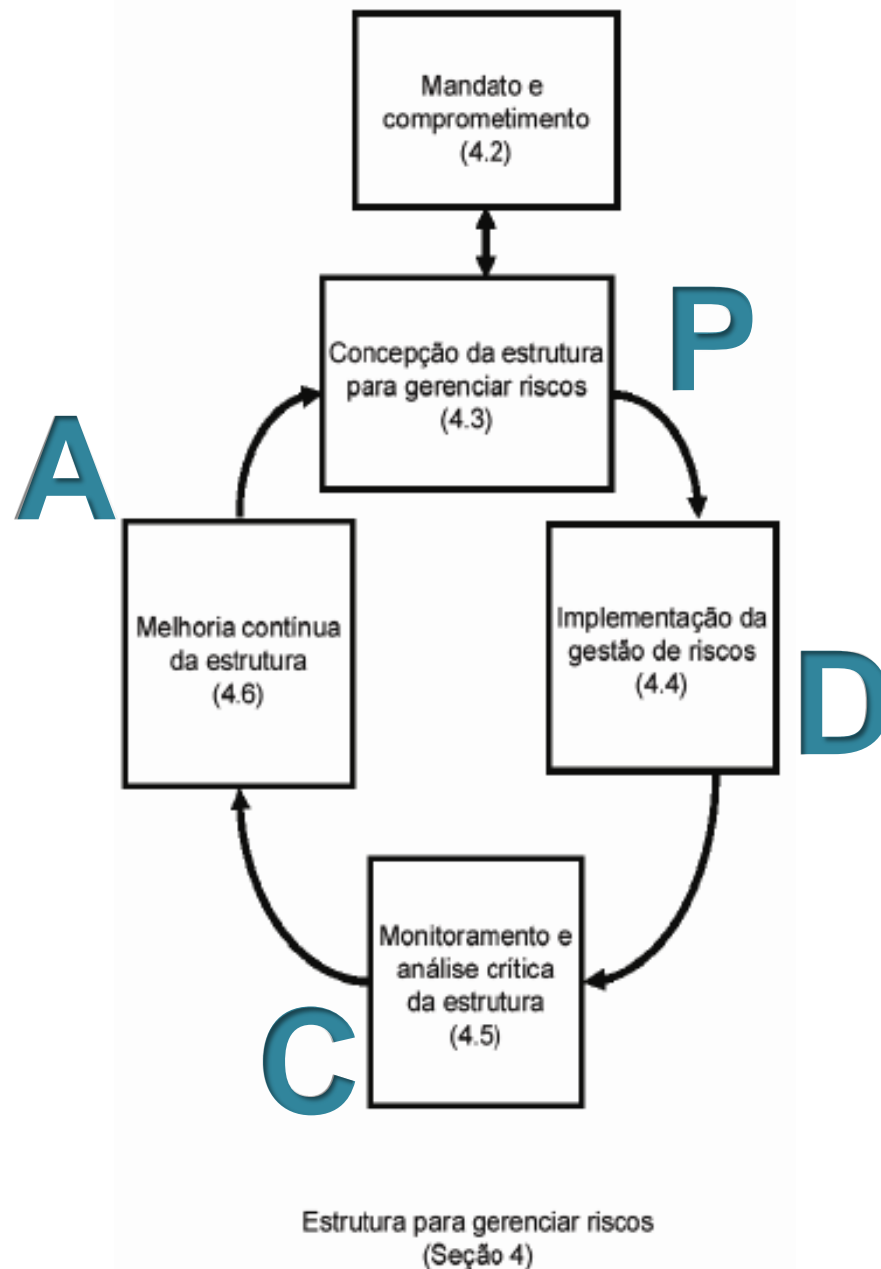 Mandato e
comprometimento
(4.2)
Concepção da estrutura
para gerenciar riscos
(4.3)
P
A
Melhoria contínua
da estrutura
(4.6)
Implementação da
gestão de riscos
(4.4)
D
Monitoramento e
análise crítica
da estrutura
(4.5)
C
Estrutura para gerenciar riscos
(Seção 4)